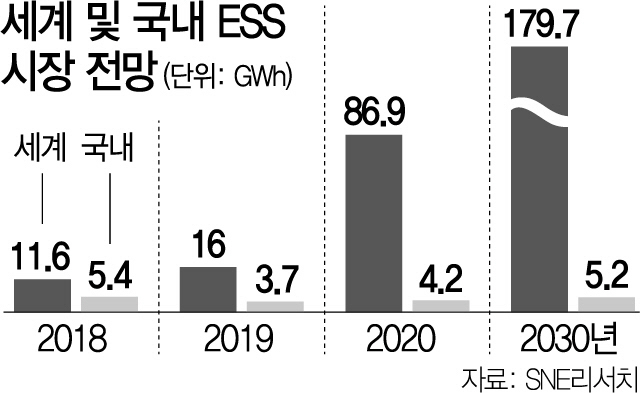 세계 및 국내 ESS
시장 전망(단위: GWh)
세계 국내
11.6 5.4 16 3.7 86.9 4.2 179.7 5.2
2018 2019 2020 2030년
자료: SNE리서치